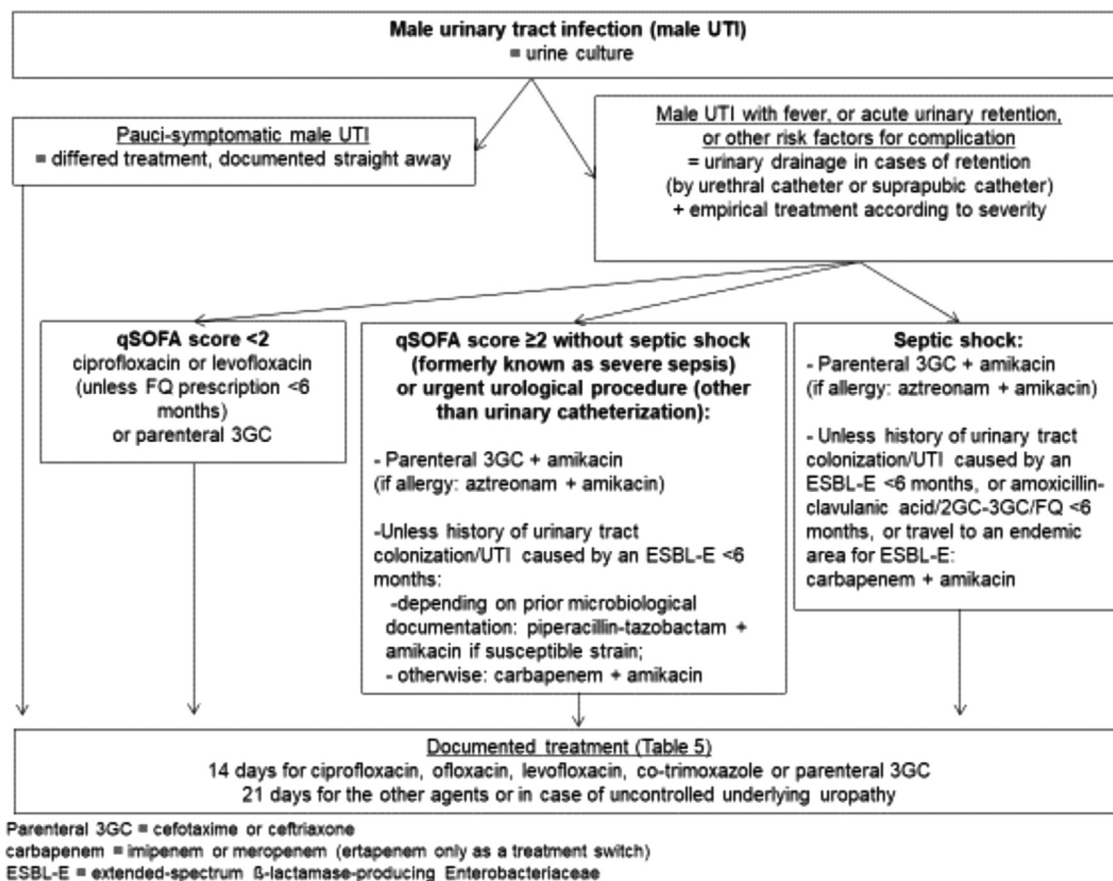 Male urinary tract infection (male UTI)
= urine culture
Pauci-symptomatic male UTI
= differed treatment, documented straight away
Male UTI with fever, or acute urinary retention,
or other risk factors for complication
= urinary drainage in cases of retention
(by urethral catheter or suprapubic catheter)
+ empirical treatment according to severity
qSOFA score <2
ciprofloxacin or levofloxacin
(unless FQ prescription <6
months)
or parenteral 3GC
qSOFA score ≥2 without septic shock
(formerly known as severe sepsis)
or urgent urological procedure (other
than urinary catheterization):
- Parenteral 3GC + amikacin
(if allergy: aztreonam + amikacin)
-Unless history of urinary tract
colonization/UTI caused by an ESBL-E <6
months:
-depending on prior microbiological
documentation: piperacillin-tazobactam +
amikacin if susceptible strain;
- otherwise: carbapenem + amikacin
Septic shock:
- Parenteral 3GC + amikacin
(if allergy: aztreonam + amikacin)
- Unless history of urinary tract
colonization/UTI caused by an
ESBL-E <6 months, or amoxicillin-
clavulanic acid/2GC-3GC/FQ <6
months, or travel to an endemic
area for ESBL-E:
carbapenem + amikacin
Documented treatment (Table 5)
14 days for ciprofloxacin, ofloxacin, levofloxacin, co-trimoxazole or parenteral 3GC
21 days for the other agents or in case of uncontrolled underlying uropathy
Parenteral 3GC = cefotaxime or ceftriaxone
carbapenem = imipenem or meropenem (ertapenem only as a treatment switch)
ESBL-E = extended-spectrum ß-lactamase-producing Enterobacteriaceae